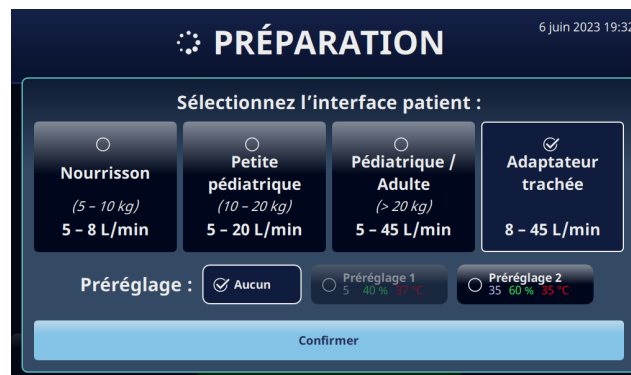 PRÉPARATION
6 juin 2023 19:32
Sélectionnez l’interface patient :
Nourrisson
(5 – 10 kg)
5 – 8 L/min
Petite
pédiatrique
(10 – 20 kg)
5 – 20 L/min
Pédiatrique /
Adulte
(> 20 kg)
5 – 45 L/min
Adaptateur
trachée
8 – 45 L/min
Préréglage :
Aucun
Préréglage 1
5 40 % 37 °C
Préréglage 2
35 60 % 35 °C
Confirmer